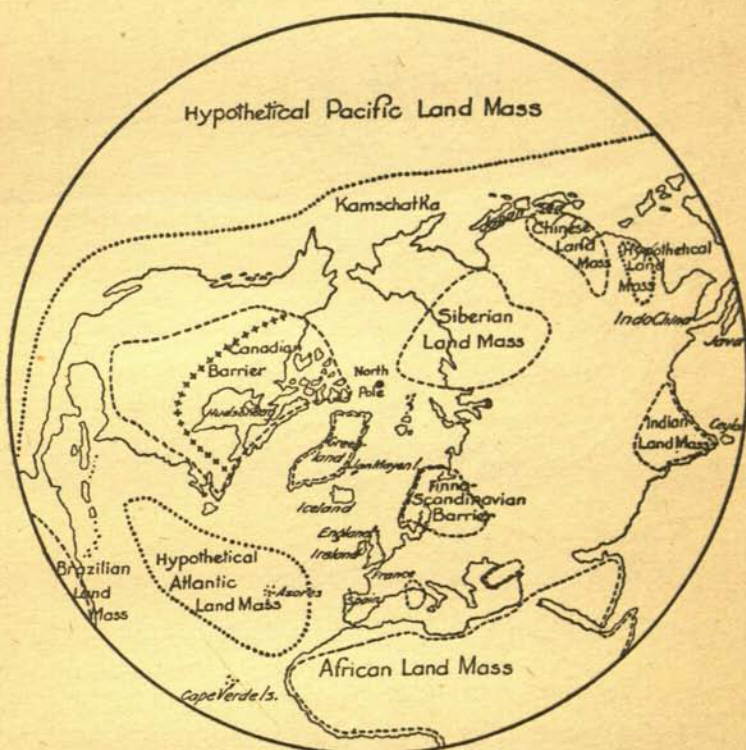 Hypothetical Pacific Land Mass
Kamschatka
Japan
Chinese
Land
Mass
Hypothetical
Land
Mass
IndoChina
Java
Siberian
Land Mass
Canadian
Barrier
North
Pole
Indian
Land Mass
Ceylon
Green
land
Jan Mayen I.
Iceland
Finno-
Scandinavian
Barrier
England
Ireland
France
Spain
Hypothetical
Atlantic
Land Mass
Azores
Brazilian
Land
Mass
African Land Mass
Cape Verde Is.